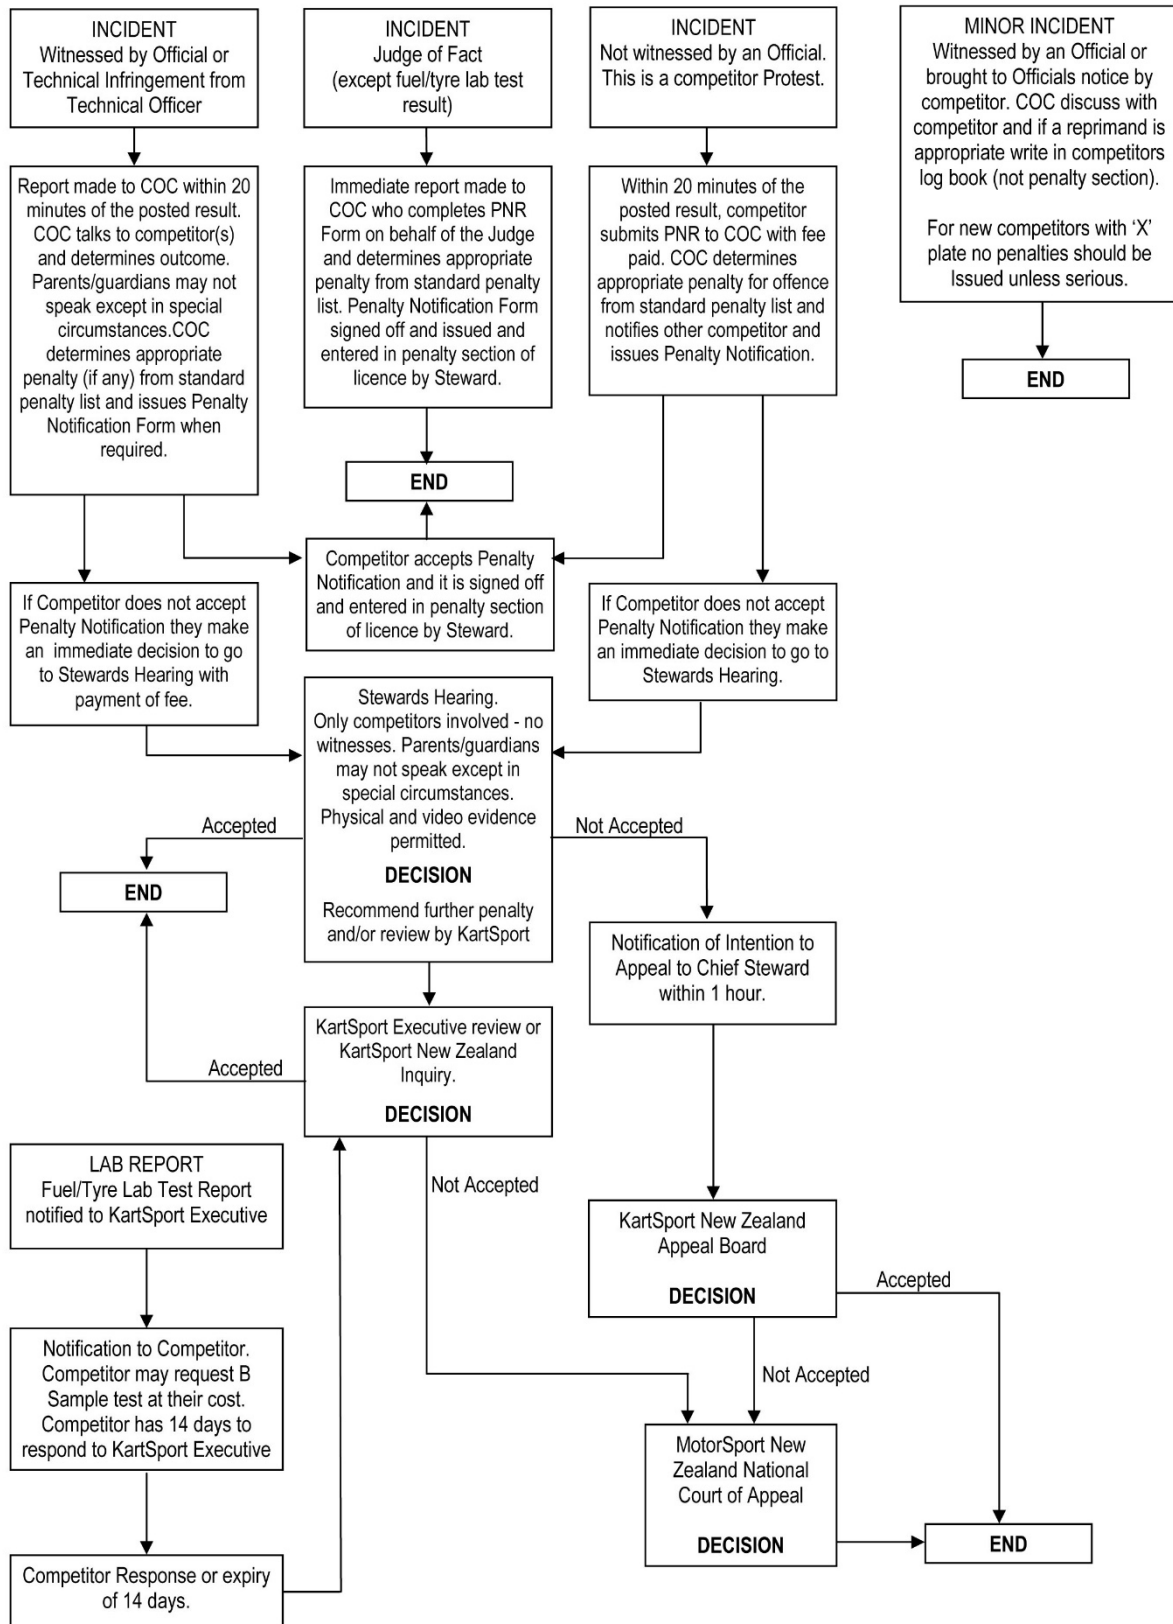 INCIDENT
Witnessed by Official or
Technical Infringement from
Technical Officer
INCIDENT
Judge of Fact
(except fuel/tyre lab test
result)
INCIDENT
Not witnessed by an Official.
This is a competitor Protest.
MINOR INCIDENT
Witnessed by an Official or
brought to Officials notice by
competitor. COC discuss with
competitor and if a reprimand is
appropriate write in competitors
log book (not penalty section).
For new competitors with ‘X’
plate no penalties should be
Issued unless serious.
END
Report made to COC within 20
minutes of the posted result.
COC talks to competitor(s)
and determines outcome.
Parents/guardians may not
speak except in special
circumstances.COC
determines appropriate
penalty (if any) from standard
penalty list and issues Penalty
Notification Form when
required.
Immediate report made to
COC who completes PNR
Form on behalf of the Judge
and determines appropriate
penalty from standard penalty
list. Penalty Notification Form
signed off and issued and
entered in penalty section of
licence by Steward.
Within 20 minutes of the
posted result, competitor
submits PNR to COC with fee
paid. COC determines
appropriate penalty for offence
from standard penalty list and
notifies other competitor and
issues Penalty Notification.
END
Competitor accepts Penalty
Notification and it is signed off
and entered in penalty section
of licence by Steward.
If Competitor does not accept
Penalty Notification they make
an immediate decision to go
to Stewards Hearing with
payment of fee.
If Competitor does not accept
Penalty Notification they make
an immediate decision to go to
Stewards Hearing.
Stewards Hearing.
Only competitors involved - no
witnesses. Parents/guardians
may not speak except in
special circumstances.
Physical and video evidence
permitted.
DECISION
Recommend further penalty
and/or review by KartSport
Accepted
Not Accepted
END
Notification of Intention to
Appeal to Chief Steward
within 1 hour.
KartSport Executive review or
KartSport New Zealand
Inquiry.
DECISION
Accepted
Not Accepted
LAB REPORT
Fuel/Tyre Lab Test Report
notified to KartSport Executive
KartSport New Zealand
Appeal Board
DECISION
Accepted
Not Accepted
Notification to Competitor.
Competitor may request B
Sample test at their cost.
Competitor has 14 days to
respond to KartSport Executive
MotorSport New
Zealand National
Court of Appeal
DECISION
END
Competitor Response or expiry
of 14 days.